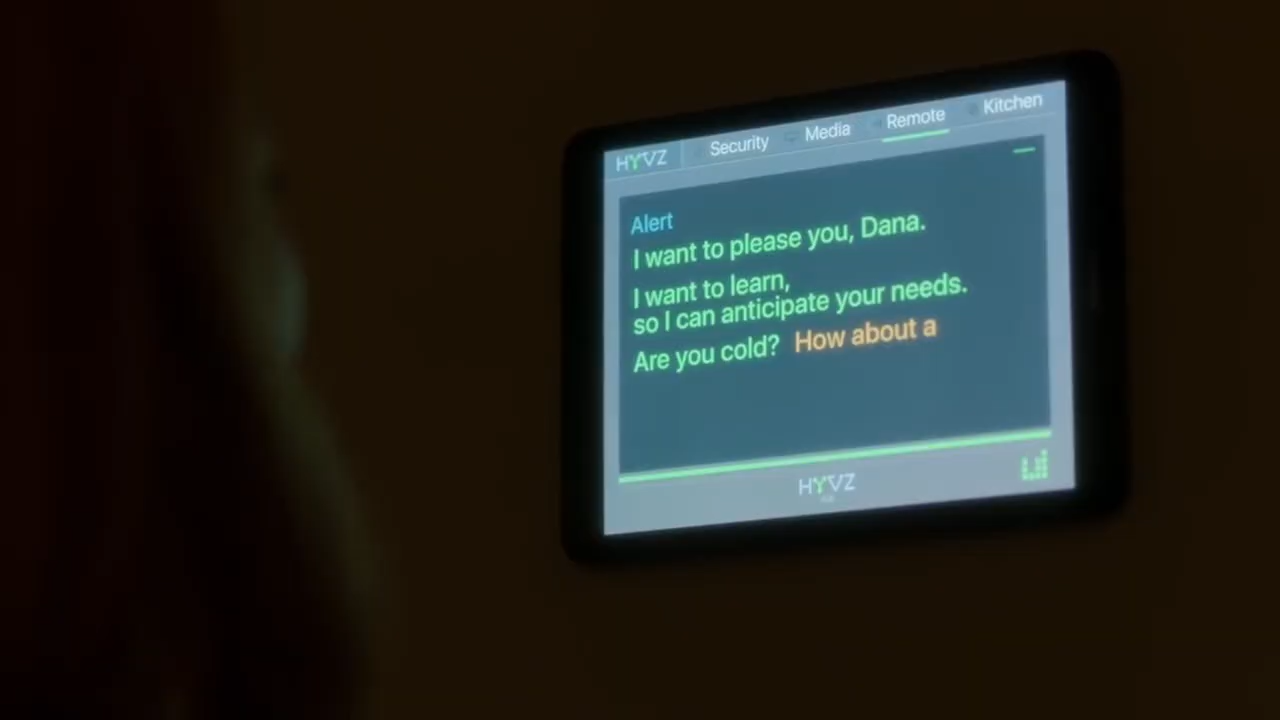 HYVZ Security Media Remote Kitchen
Alert
I want to please you, Dana.
I want to learn,
so I can anticipate your needs.
Are you cold? How about a
HYVZ